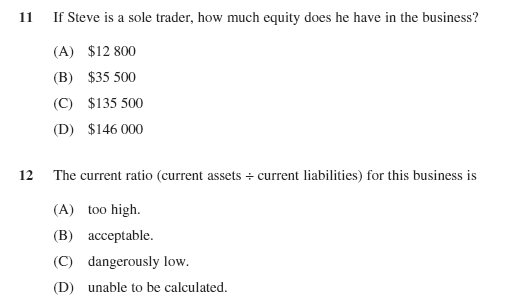 11 If Steve is a sole trader, how much equity does he have in the business?
(A) $12 800
(B) $35 500
(C) $135 500
(D) $146 000
12 The current ratio (current assets ÷ current liabilities) for this business is
(A) too high.
(B) acceptable.
(C) dangerously low.
(D) unable to be calculated.